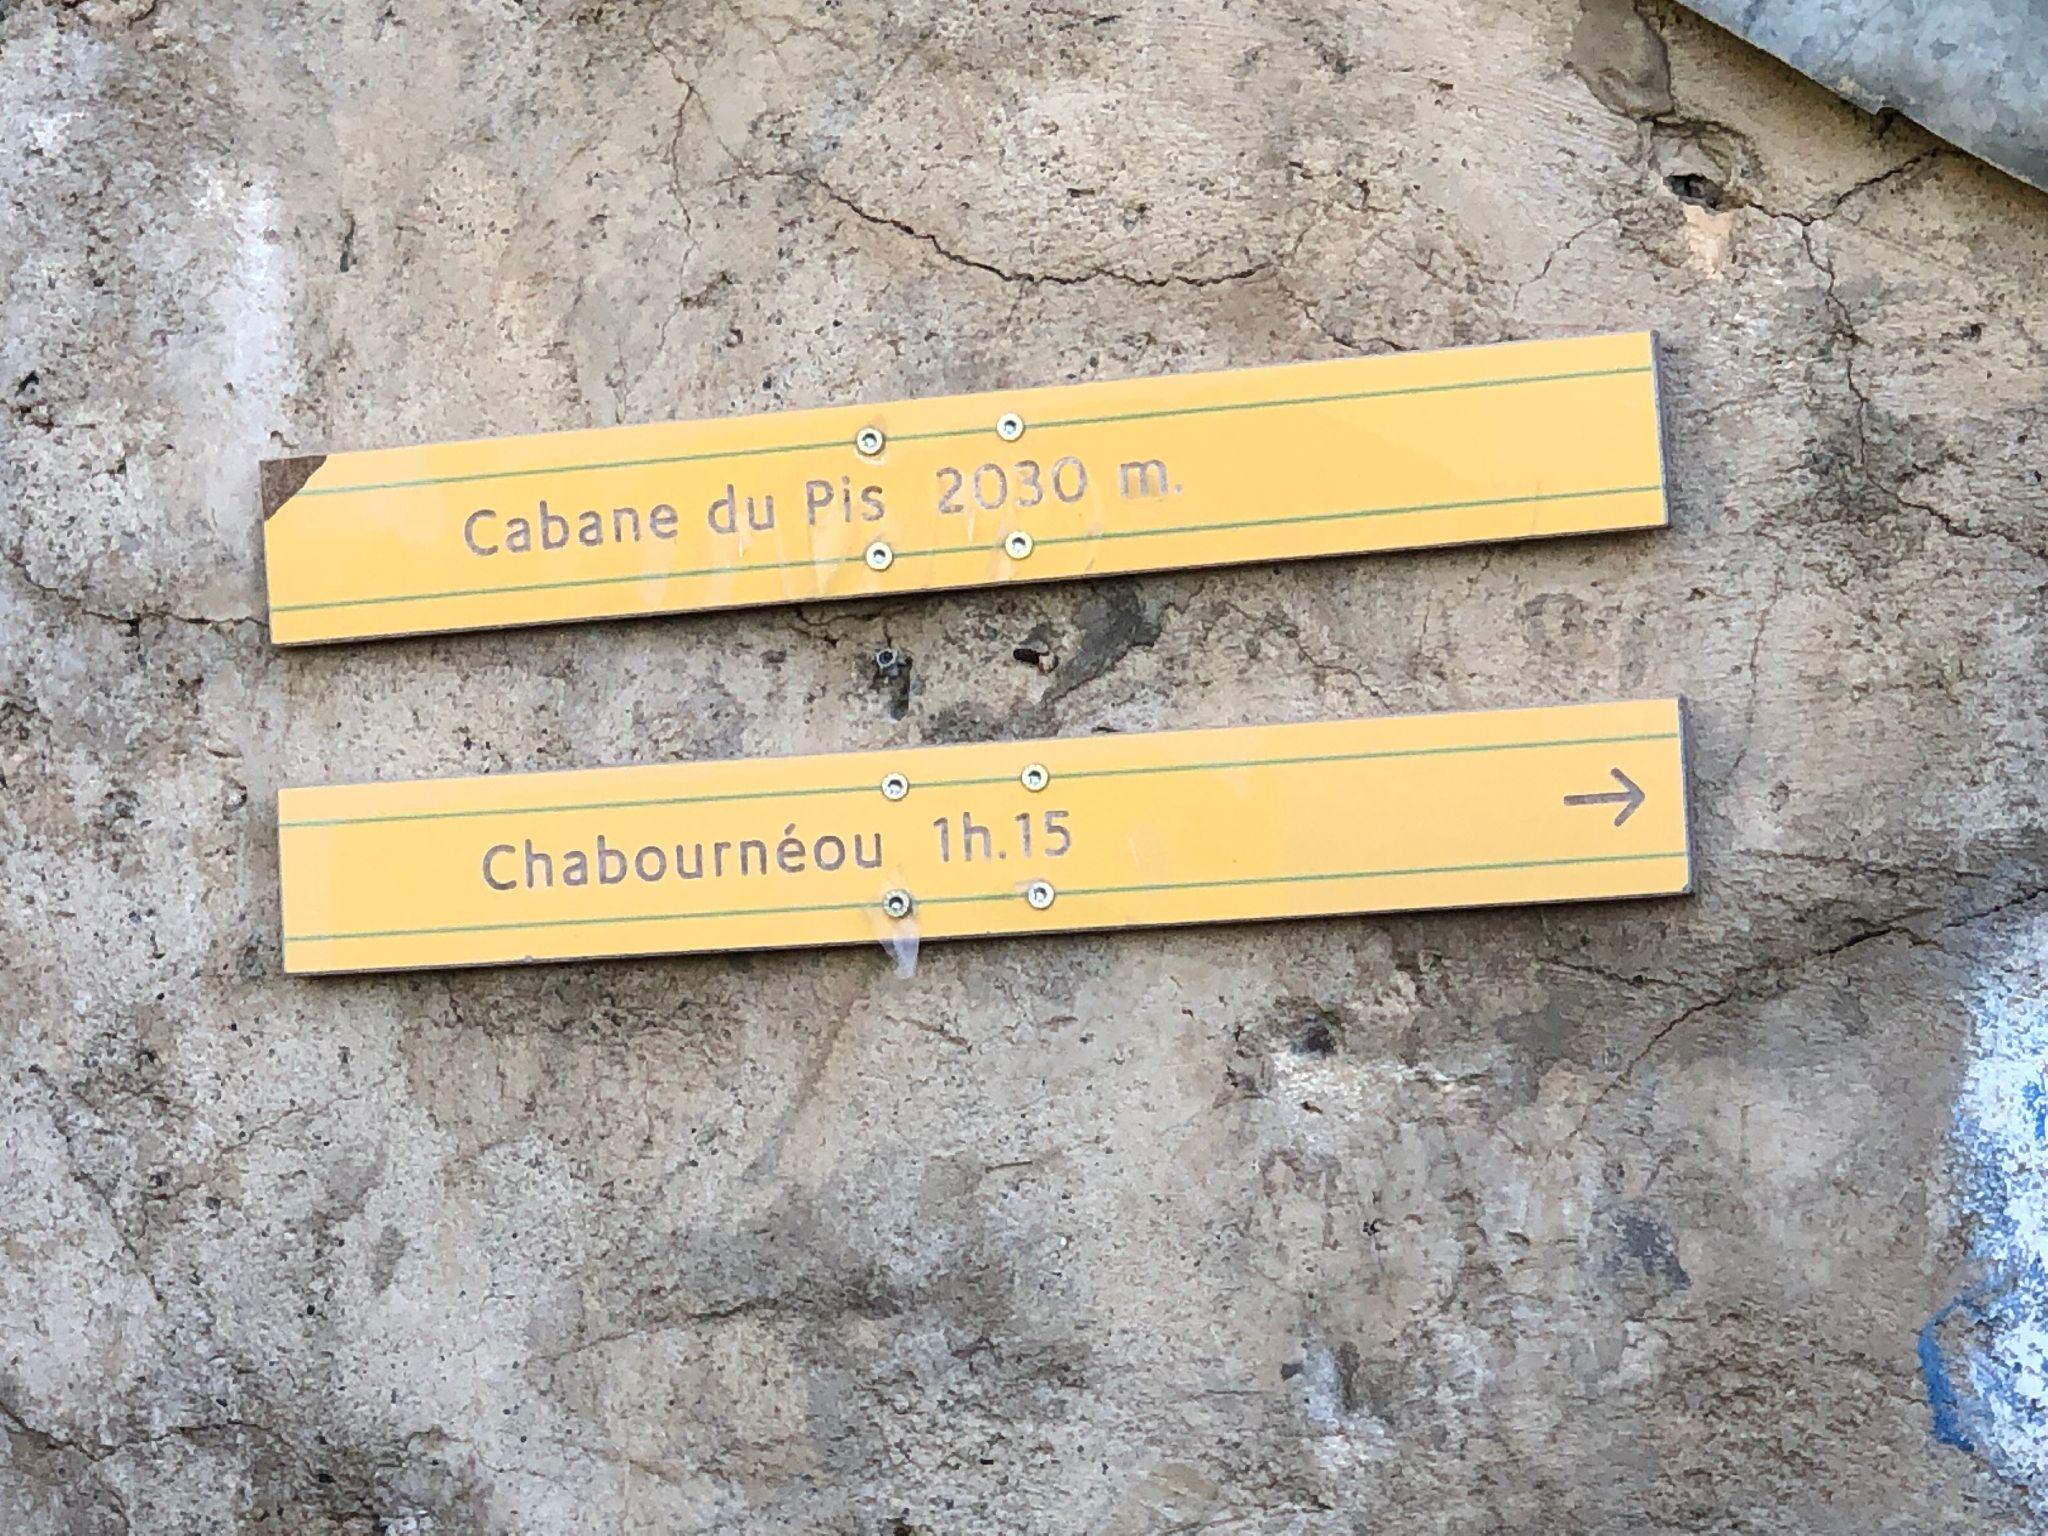 Cabane du Pis 2030 m.
Chabournéou 1h.15 →